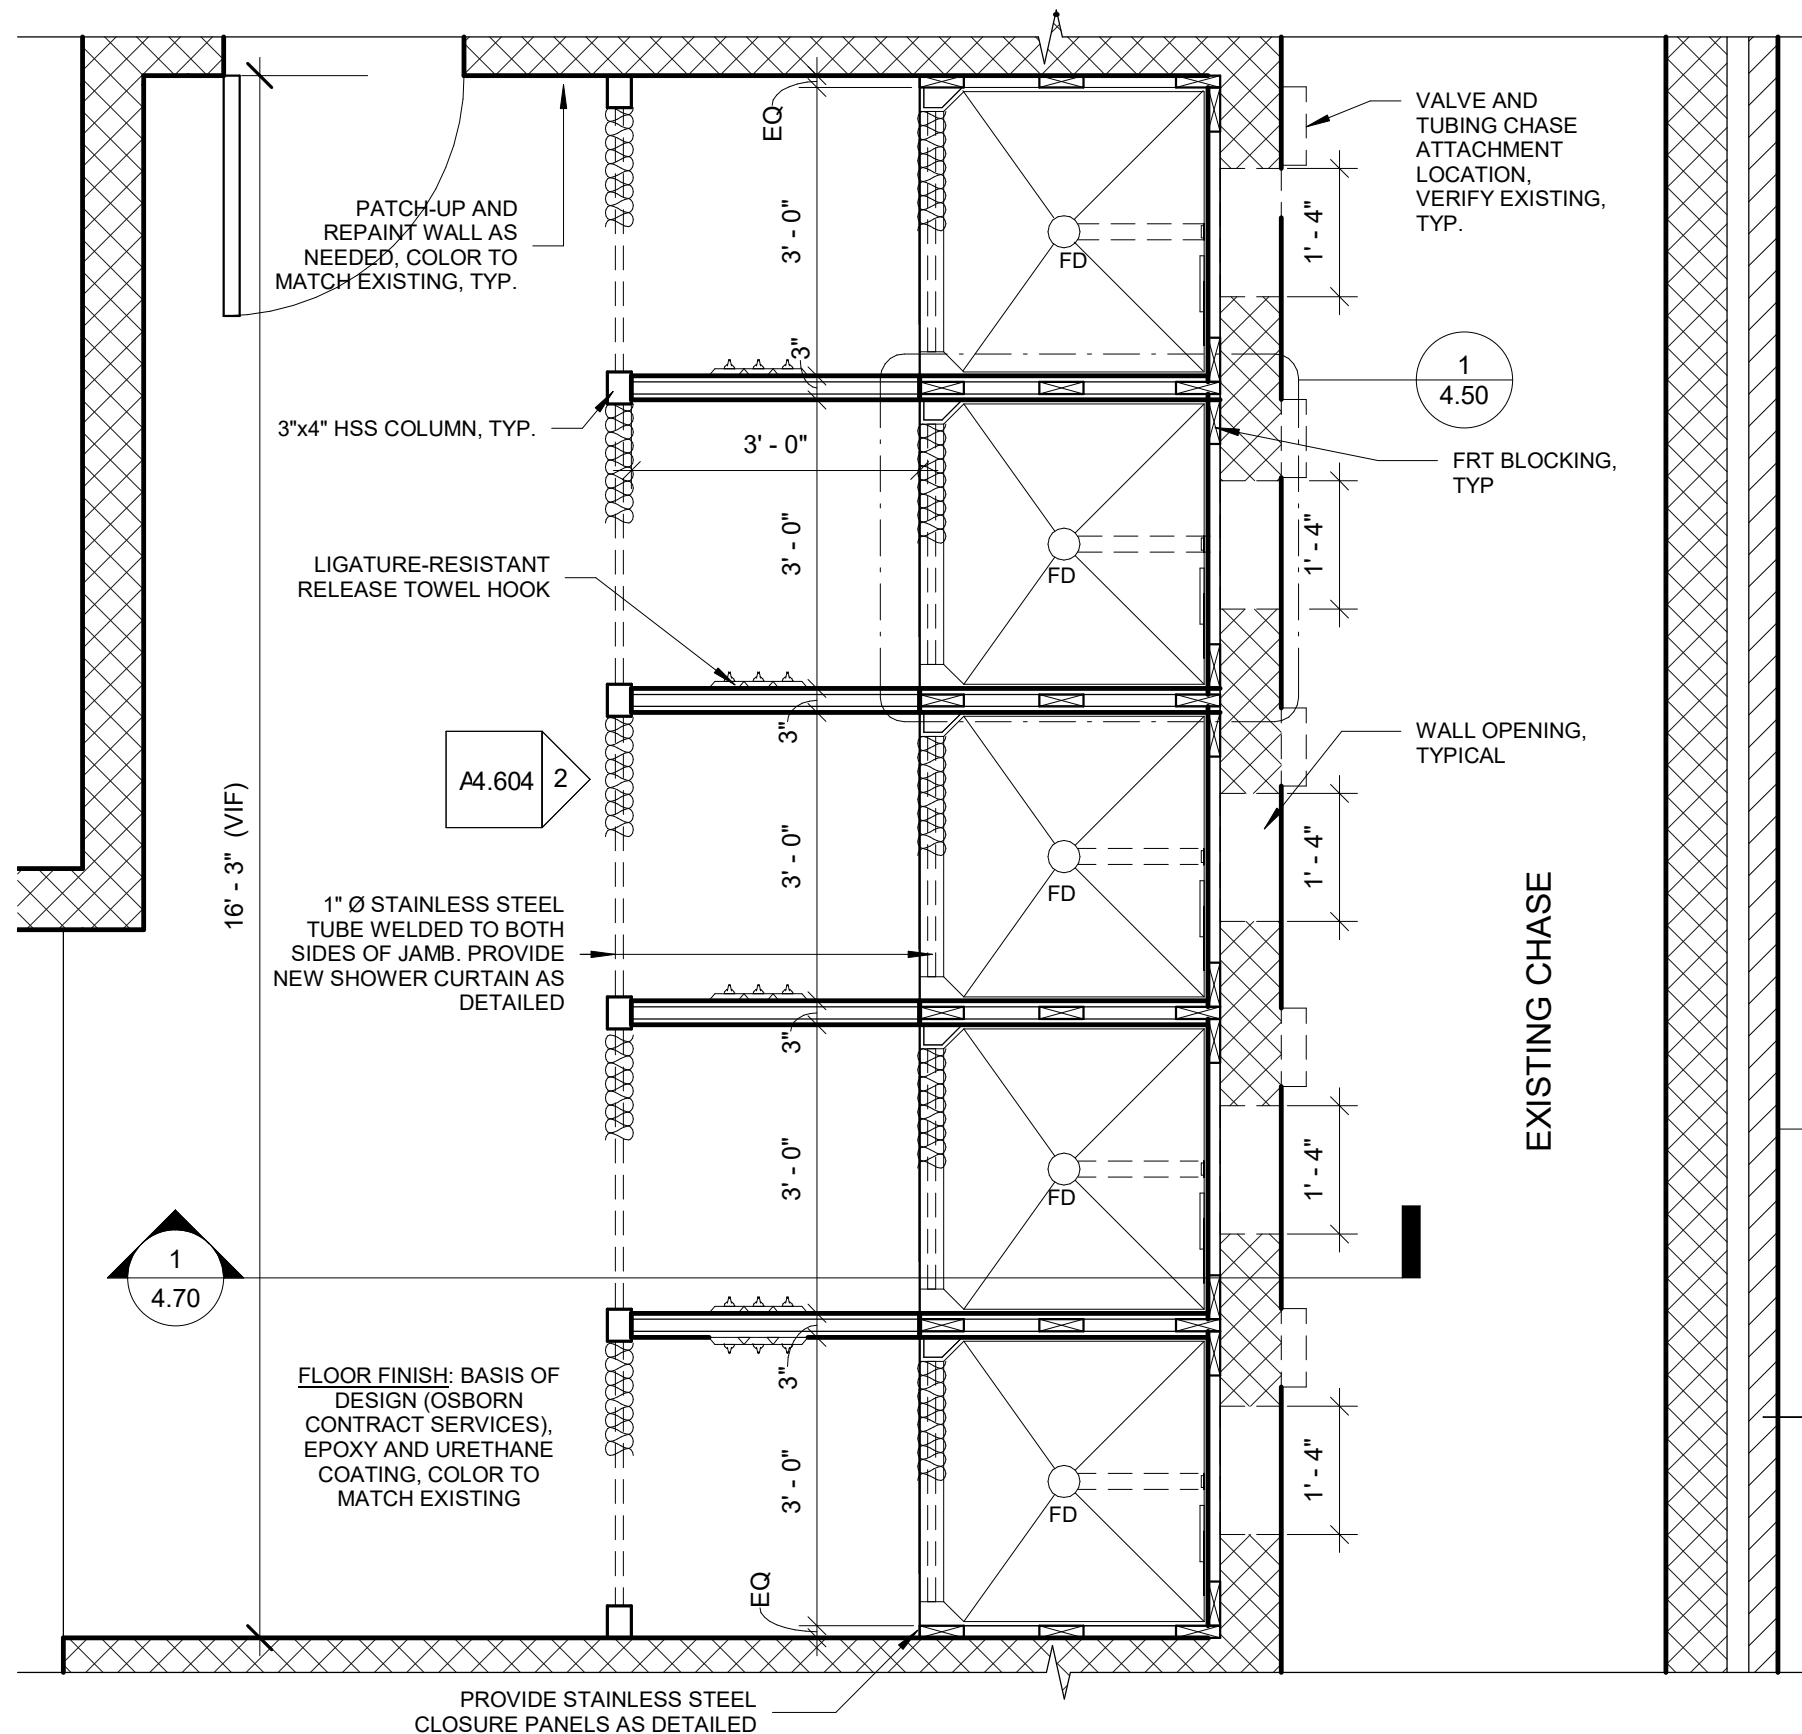 VALVE AND
TUBING CHASE
ATTACHMENT
LOCATION,
VERIFY EXISTING,
TYP.
EQ
PATCH-UP AND
REPAINT WALL AS
NEEDED, COLOR TO
MATCH EXISTING, TYP.
3' - 0"
FD
1' - 4"
3"
1
4.50
3"x4" HSS COLUMN, TYP.
3' - 0"
FRT BLOCKING,
TYP
3' - 0"
FD
1' - 4"
LIGATURE-RESISTANT
RELEASE TOWEL HOOK
3"
WALL OPENING,
TYPICAL
A4.604
2
16' - 3" (VIF)
3' - 0"
FD
1' - 4"
1" Ø STAINLESS STEEL
TUBE WELDED TO BOTH
SIDES OF JAMB. PROVIDE
NEW SHOWER CURTAIN AS
DETAILED
EXISTING CHASE
3"
3' - 0"
FD
1' - 4"
1
4.70
3"
FLOOR FINISH: BASIS OF
DESIGN (OSBORN
CONTRACT SERVICES),
EPOXY AND URETHANE
COATING, COLOR TO
MATCH EXISTING
3' - 0"
FD
1' - 4"
EQ
PROVIDE STAINLESS STEEL
CLOSURE PANELS AS DETAILED